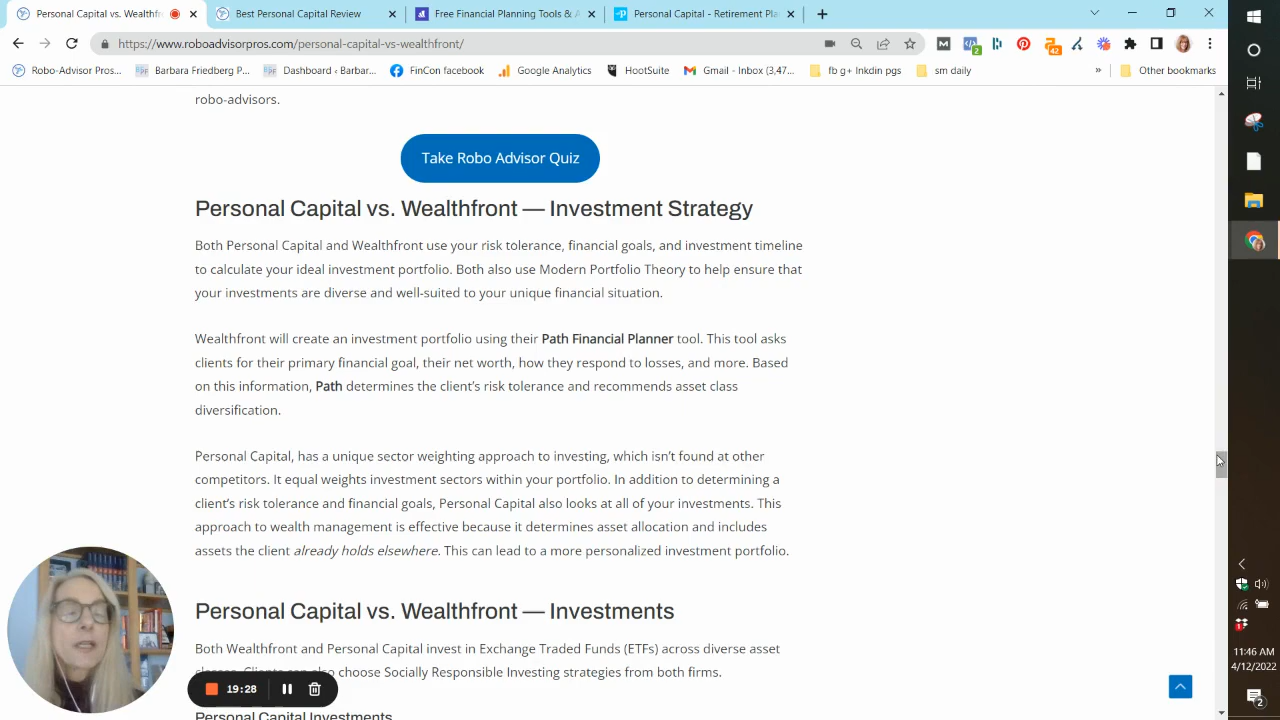 Personal Capital vs. Wealthfr
Best Personal Capital Review
Free Financial Planning Tools & A
Personal Capital - Retirement Pla
https://www.roboadvisorpros.com/personal-capital-vs-wealthfront/
2
42
Robo-Advisor Pros...
Barbara Friedberg P...
Dashboard ‹ Barbar...
FinCon facebook
Google Analytics
HootSuite
Gmail - Inbox (3,47...
fb g+ lnkdin pgs
sm daily
»
Other bookmarks
robo-advisors.
Take Robo Advisor Quiz
Personal Capital vs. Wealthfront — Investment Strategy
Both Personal Capital and Wealthfront use your risk tolerance, financial goals, and investment timeline
to calculate your ideal investment portfolio. Both also use Modern Portfolio Theory to help ensure that
your investments are diverse and well-suited to your unique financial situation.
Wealthfront will create an investment portfolio using their Path Financial Planner tool. This tool asks
clients for their primary financial goal, their net worth, how they respond to losses, and more. Based
on this information, Path determines the client's risk tolerance and recommends asset class
diversification.
Personal Capital, has a unique sector weighting approach to investing, which isn't found at other
competitors. It equal weights investment sectors within your portfolio. In addition to determining a
client's risk tolerance and financial goals, Personal Capital also looks at all of your investments. This
approach to wealth management is effective because it determines asset allocation and includes
assets the client already holds elsewhere. This can lead to a more personalized investment portfolio.
Personal Capital vs. Wealthfront — Investments
Both Wealthfront and Personal Capital invest in Exchange Traded Funds (ETFs) across diverse asset
classes. Clients can also choose Socially Responsible Investing strategies from both firms.
19:28
Personal Capital Investments
11:46 AM
4/12/2022
2